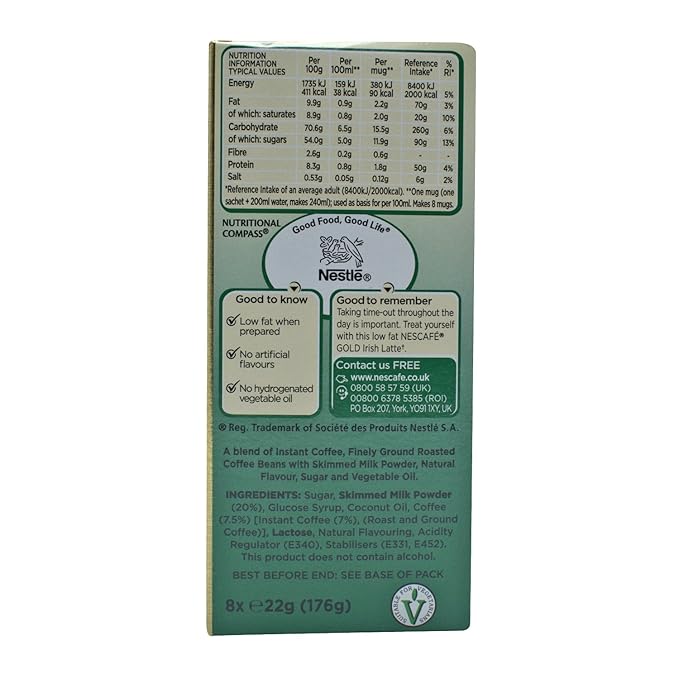 NUTRITION INFORMATION TYPICAL VALUES Per 100g Per 100ml** Per mug** Reference Intake* % RI*
Energy 1735 kJ 411 kcal 159 kJ 38 kcal 380 kJ 90 kcal 8400 kJ 2000 kcal 5%
Fat 9.9g 0.9g 2.2g 70g 3%
of which: saturates 8.9g 0.8g 2.0g 20g 10%
Carbohydrate 70.6g 6.5g 15.5g 260g 6%
of which: sugars 54.0g 5.0g 11.9g 90g 13%
Fibre 2.6g 0.2g 0.6g - -
Protein 8.3g 0.8g 1.8g 50g 4%
Salt 0.53g 0.05g 0.12g 6g 2%
*Reference Intake of an average adult (8400kJ/2000kcal). **One mug (one
sachet + 200ml water, makes 240ml); used as basis for per 100ml. Makes 8 mugs.
NUTRITIONAL
COMPASS®
Good Food, Good Life®
Nestlé®
Good to know
Low fat when
prepared
No artificial
flavours
No hydrogenated
vegetable oil
Good to remember
Taking time-out throughout the
day is important. Treat yourself
with this low fat NESCAFÉ®
GOLD Irish Latte†.
Contact us FREE
www.nescafe.co.uk
0800 58 57 59 (UK)
00800 6378 5385 (ROI)
PO Box 207, York, YO91 1XY, UK
® Reg. Trademark of Société des Produits Nestlé S.A.
A blend of Instant Coffee, Finely Ground Roasted
Coffee Beans with Skimmed Milk Powder, Natural
Flavour, Sugar and Vegetable Oil.
INGREDIENTS: Sugar, Skimmed Milk Powder
(20%), Glucose Syrup, Coconut Oil, Coffee
(7.5%) [Instant Coffee (7%), (Roast and Ground
Coffee)], Lactose, Natural Flavouring, Acidity
Regulator (E340), Stabilisers (E331, E452).
This product does not contain alcohol.
BEST BEFORE END: SEE BASE OF PACK
8x ℮22g (176g)
SUITABLE FOR VEGETARIANS
V